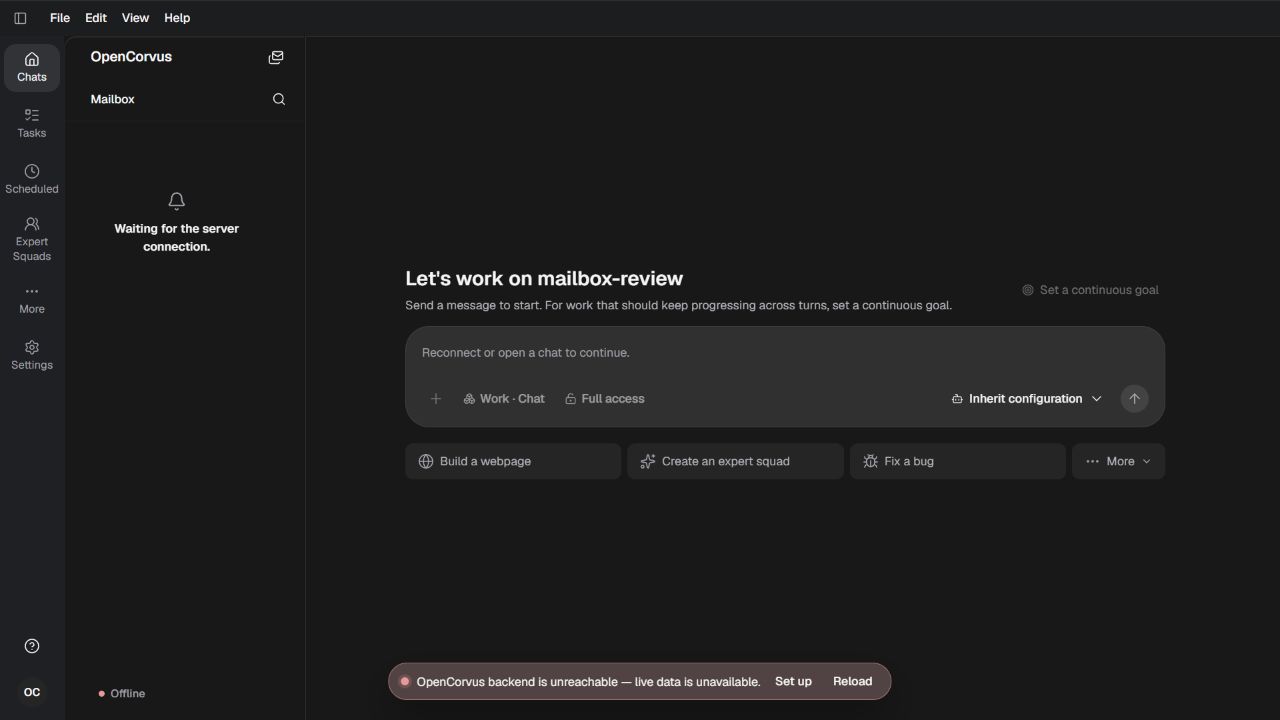 File Edit View Help
Chats
Tasks
Scheduled
Expert
Squads
More
Settings
OC
OpenCorvus
Mailbox
Waiting for the server
connection.
Offline
Let's work on mailbox-review
Send a message to start. For work that should keep progressing across turns, set a continuous goal.
Set a continuous goal
Reconnect or open a chat to continue.
Work · Chat Full access Inherit configuration
Build a webpage Create an expert squad Fix a bug More
OpenCorvus backend is unreachable — live data is unavailable. Set up Reload